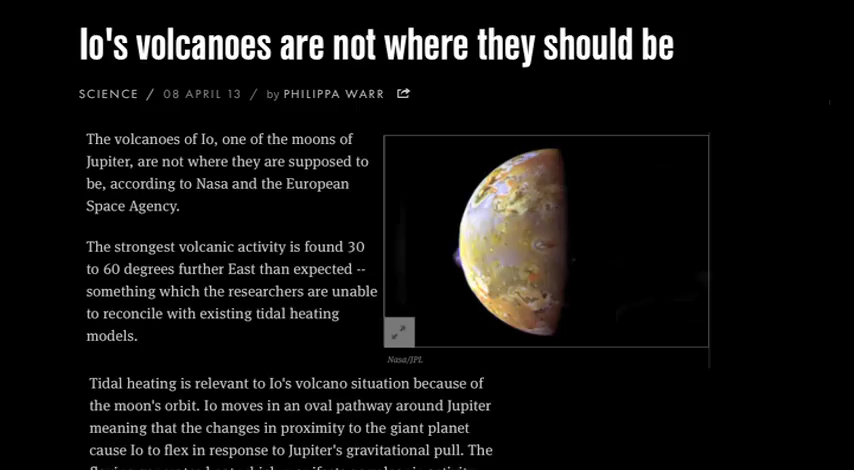 Io's volcanoes are not where they should be
SCIENCE / 08 APRIL 13 / by PHILIPPA WARR
The volcanoes of Io, one of the moons of
Jupiter, are not where they are supposed to
be, according to Nasa and the European
Space Agency.
The strongest volcanic activity is found 30
to 60 degrees further East than expected --
something which the researchers are unable
to reconcile with existing tidal heating
models.
Nasa/JPL
Tidal heating is relevant to Io's volcano situation because of
the moon's orbit. Io moves in an oval pathway around Jupiter
meaning that the changes in proximity to the giant planet
cause Io to flex in response to Jupiter's gravitational pull. The